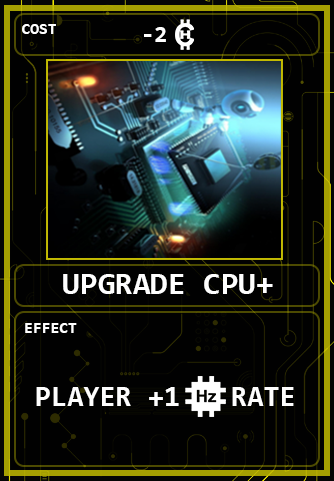 COST
-2 H
UPGRADE CPU+
EFFECT
PLAYER +1 Hz RATE